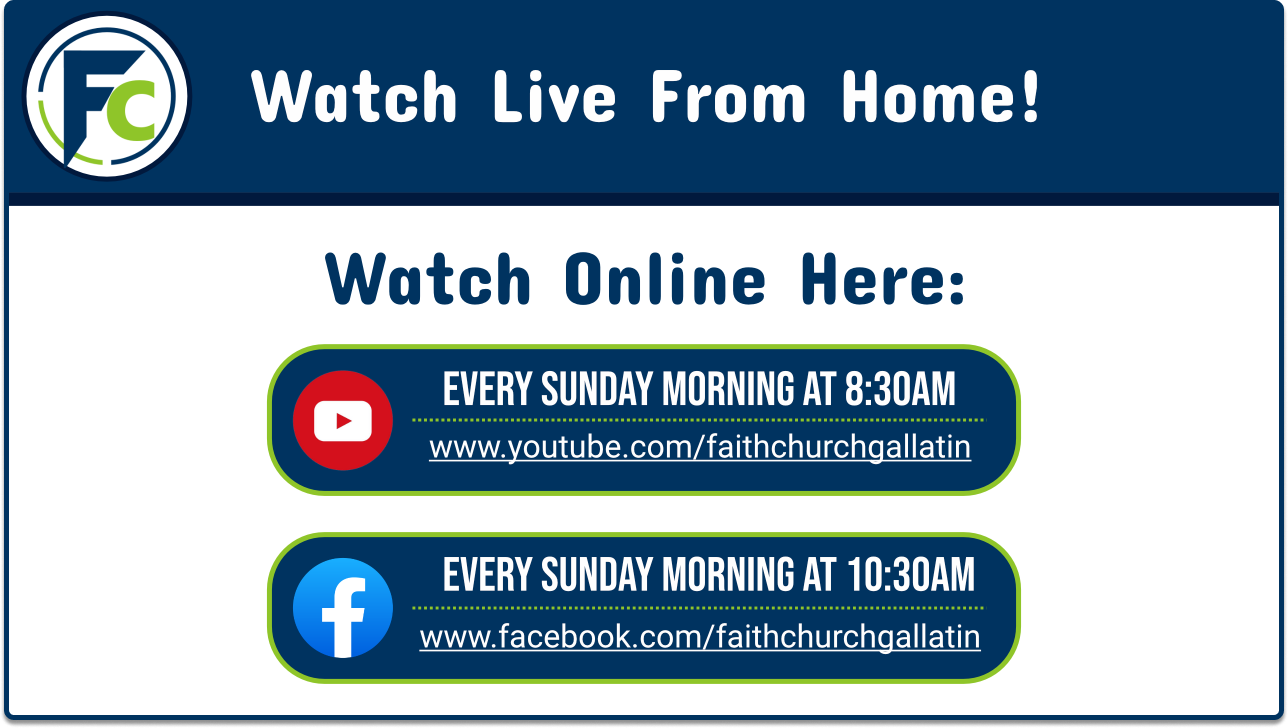 FC
Watch Live From Home!
Watch Online Here:
EVERY SUNDAY MORNING AT 8:30AM
www.youtube.com/faithchurchgallatin
f
EVERY SUNDAY MORNING AT 10:30AM
www.facebook.com/faithchurchgallatin